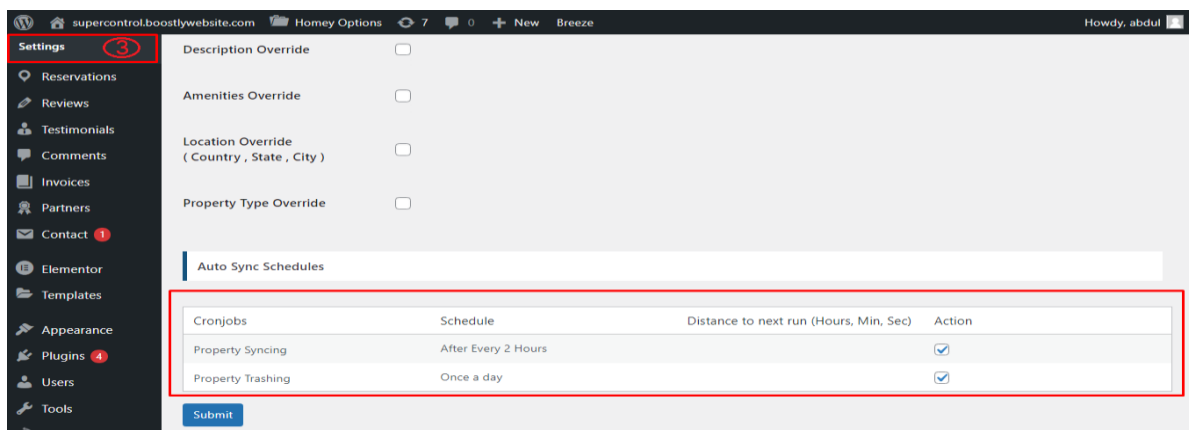 supercontrol.boostlywebsite.com Homey Options 7 0 New Breeze Howdy, abdul
Settings 3
Reservations
Reviews
Testimonials
Comments
Invoices
Partners
Contact 1
Elementor
Templates
Appearance
Plugins 4
Users
Tools
Description Override
Amenities Override
Location Override
( Country , State , City )
Property Type Override
Auto Sync Schedules
Cronjobs Schedule Distance to next run (Hours, Min, Sec) Action
Property Syncing After Every 2 Hours
Property Trashing Once a day
Submit